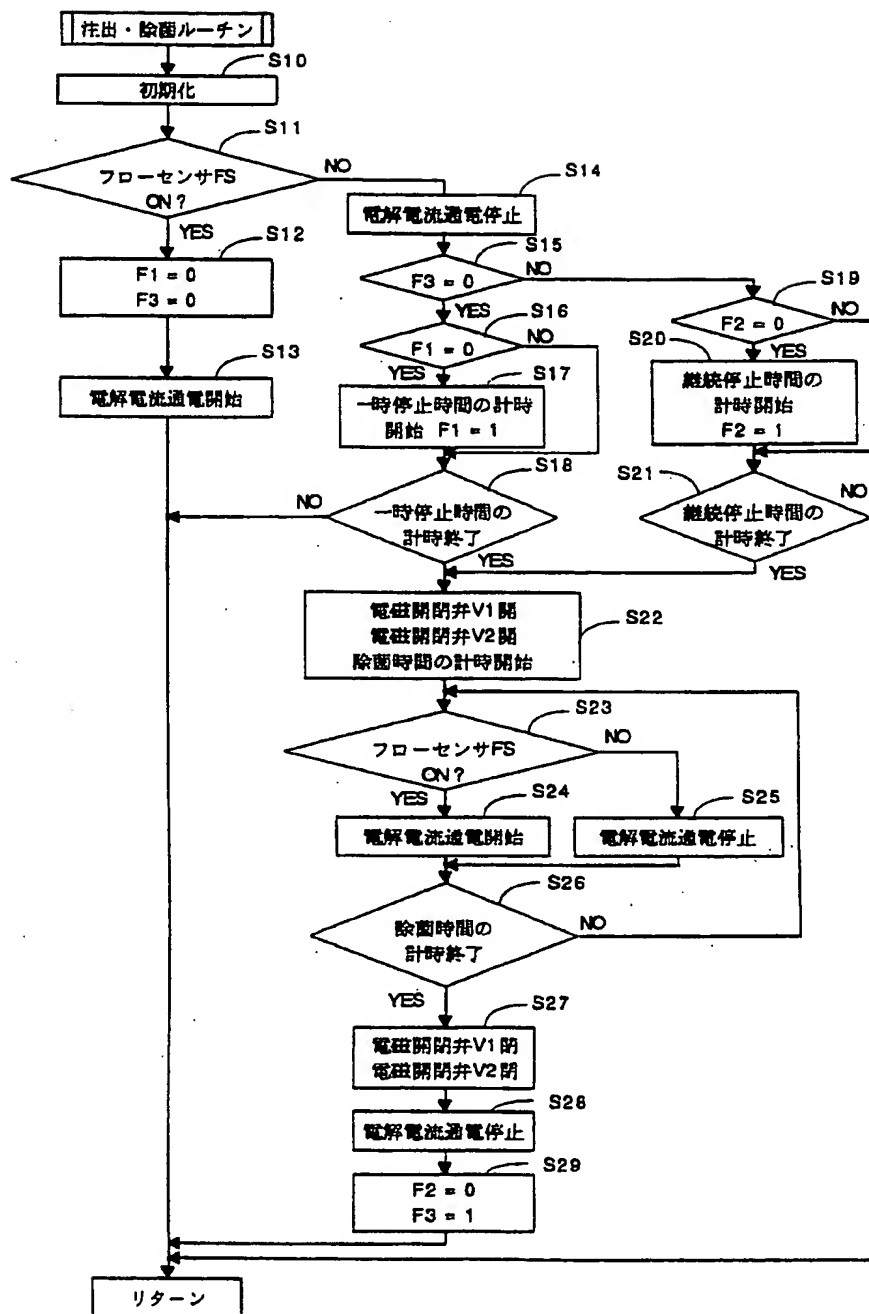 注出・除菌ルーチン
S10
初期化
S11
フローセンサFS
ON?
NO
YES
S12
F1 = 0
F3 = 0
S13
電解電流通電開始
S14
電解電流通電停止
S15
F3 = 0
NO
YES
S16
F1 = 0
NO
YES
S17
一時停止時間の計時
開始 F1 = 1
S18
一時停止時間の
計時終了
NO
YES
S19
F2 = 0
NO
YES
S20
継続停止時間の
計時開始
F2 = 1
S21
継続停止時間の
計時終了
NO
YES
S22
電磁開閉弁V1開
電磁開閉弁V2開
除菌時間の計時開始
S23
フローセンサFS
ON?
NO
YES
S24
電解電流通電開始
S25
電解電流通電停止
S26
除菌時間の
計時終了
NO
YES
S27
電磁開閉弁V1閉
電磁開閉弁V2閉
S28
電解電流通電停止
S29
F2 = 0
F3 = 1
リターン